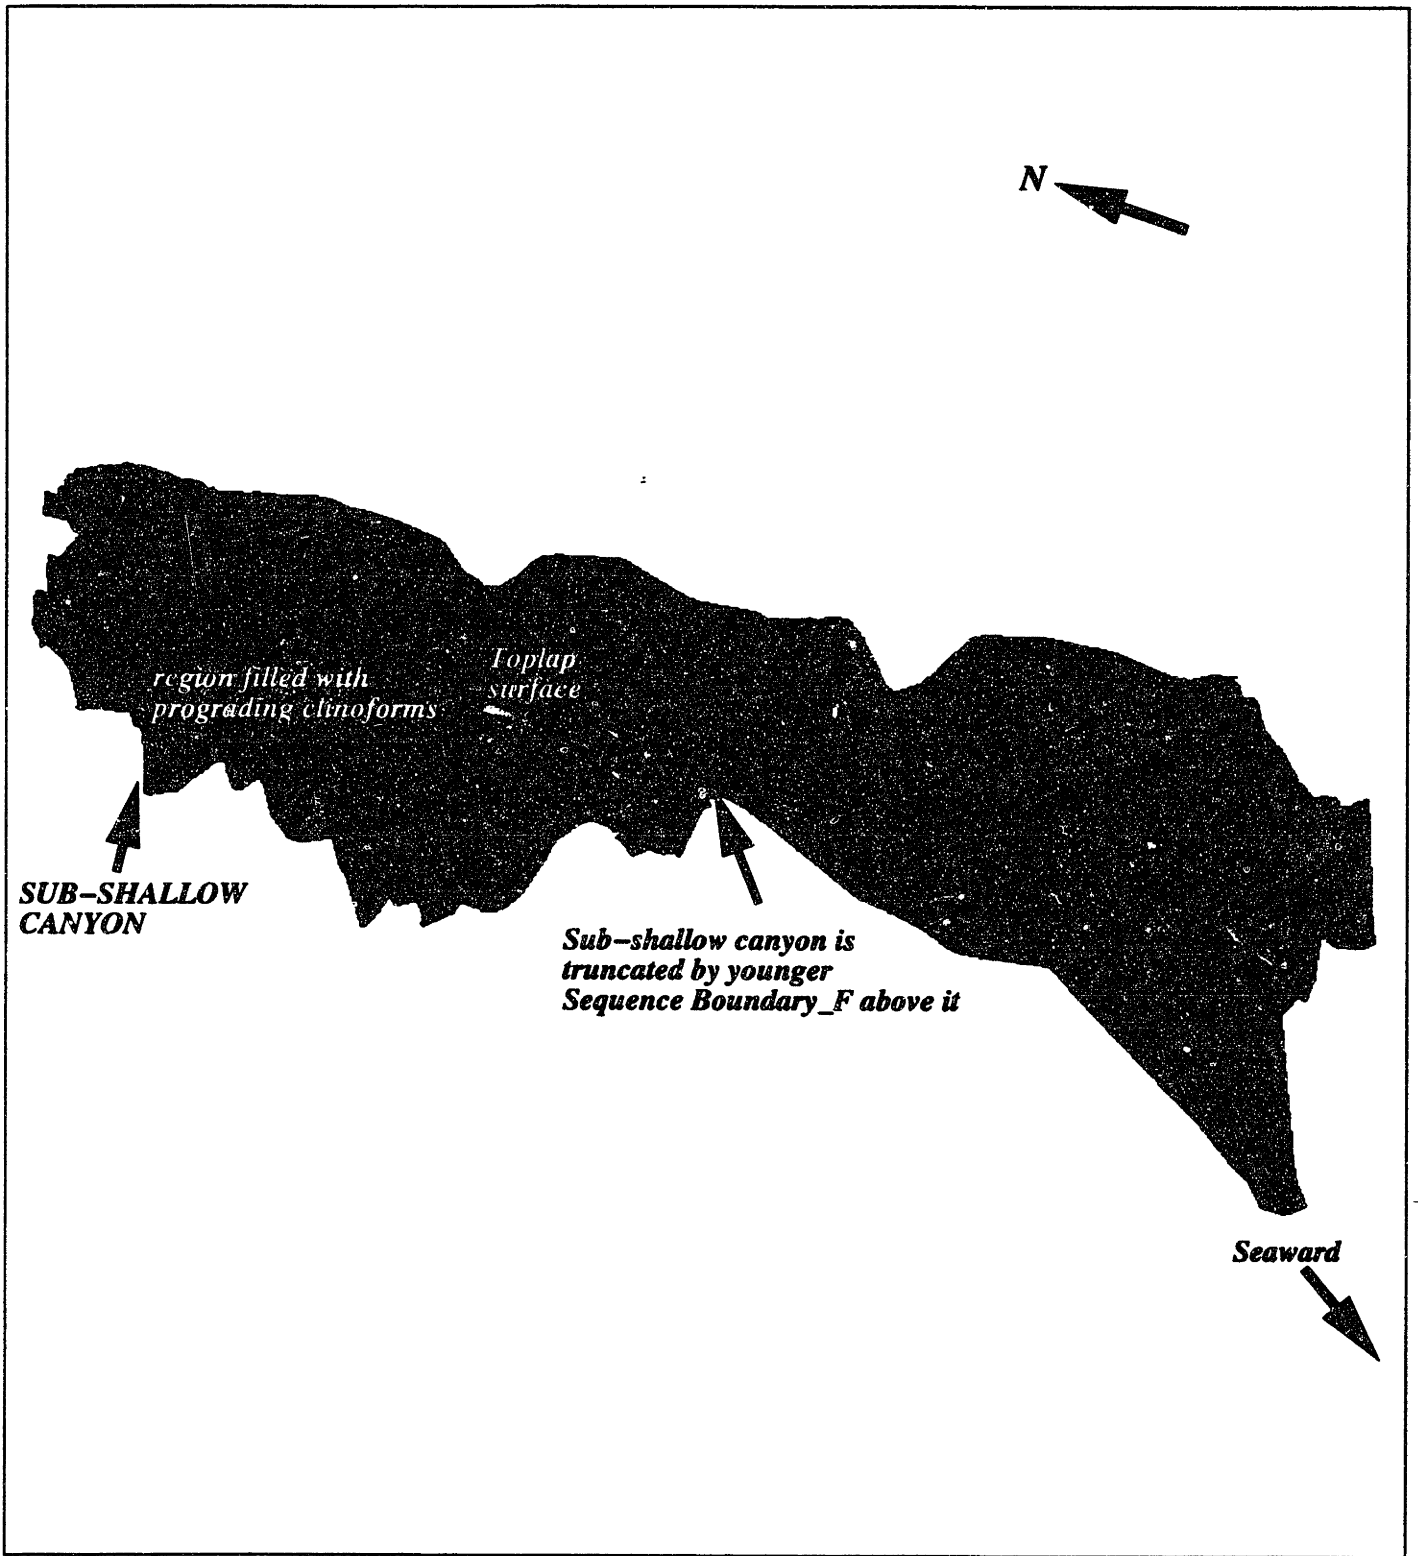 N
region filled with
prograding clinoforms
Toplap
surface
SUB-SHALLOW
CANYON
Sub-shallow canyon is
truncated by younger
Sequence Boundary_F above it
Seaward